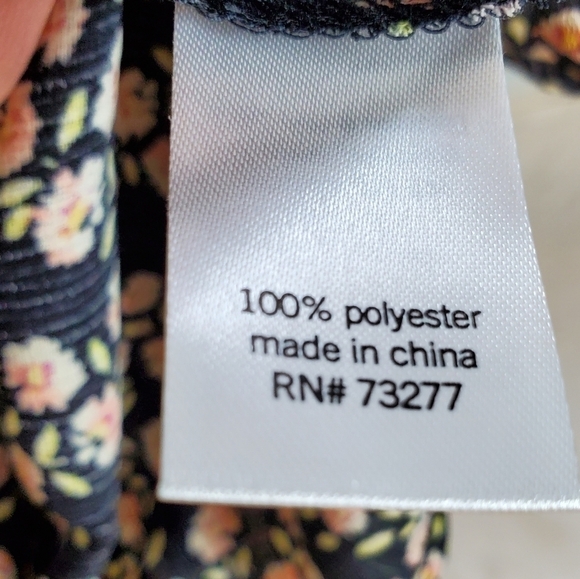 100% polyester
made in china
RN# 73277